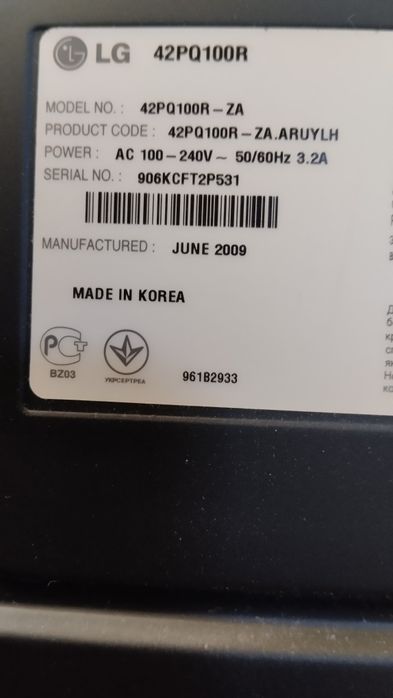 LG 42PQ100R
MODEL NO. : 42PQ100R-ZA
PRODUCT CODE : 42PQ100R-ZA.ARUYLH
POWER : AC 100-240V~ 50/60Hz 3.2A
SERIAL NO. : 906KCFT2P531
MANUFACTURED : JUNE 2009
MADE IN KOREA
BZ03
УКРСЕРТРЕА
961B2933